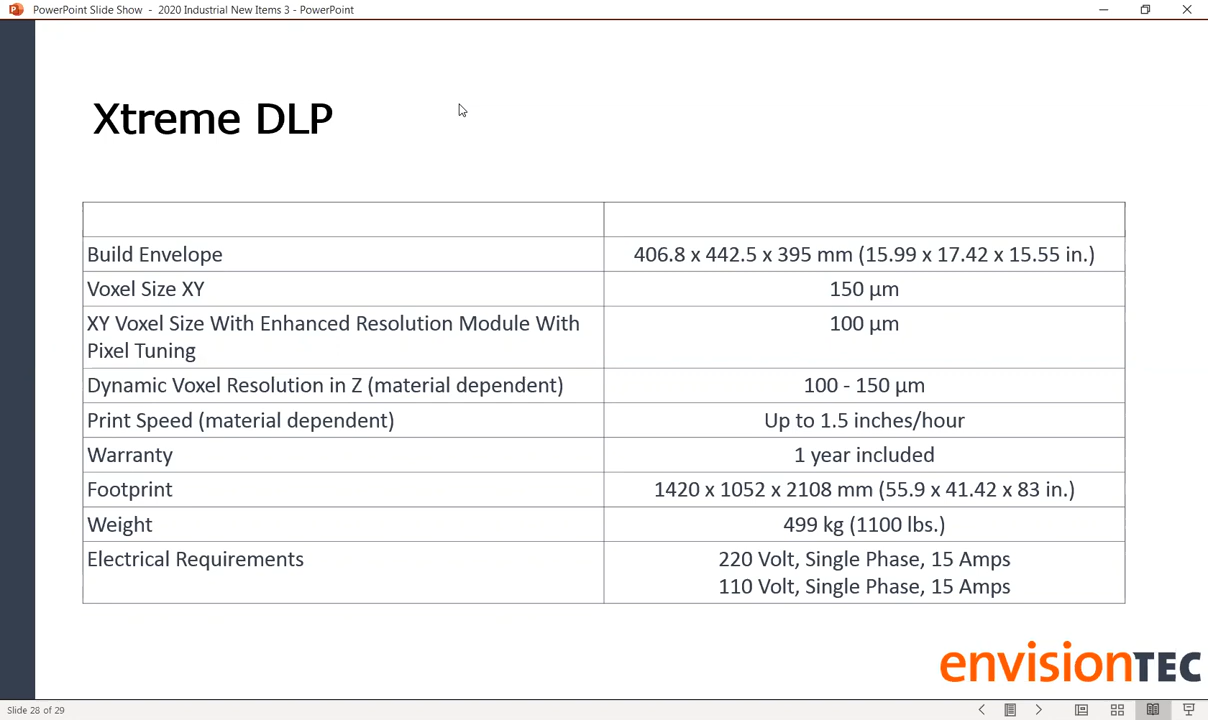 PowerPoint Slide Show - 2020 Industrial New Items 3 - PowerPoint
Xtreme DLP
Build Envelope 406.8 x 442.5 x 395 mm (15.99 x 17.42 x 15.55 in.)
Voxel Size XY 150 µm
XY Voxel Size With Enhanced Resolution Module With 100 µm
Pixel Tuning
Dynamic Voxel Resolution in Z (material dependent) 100 - 150 µm
Print Speed (material dependent) Up to 1.5 inches/hour
Warranty 1 year included
Footprint 1420 x 1052 x 2108 mm (55.9 x 41.42 x 83 in.)
Weight 499 kg (1100 lbs.)
Electrical Requirements 220 Volt, Single Phase, 15 Amps
110 Volt, Single Phase, 15 Amps
envisionTEC
Slide 28 of 29